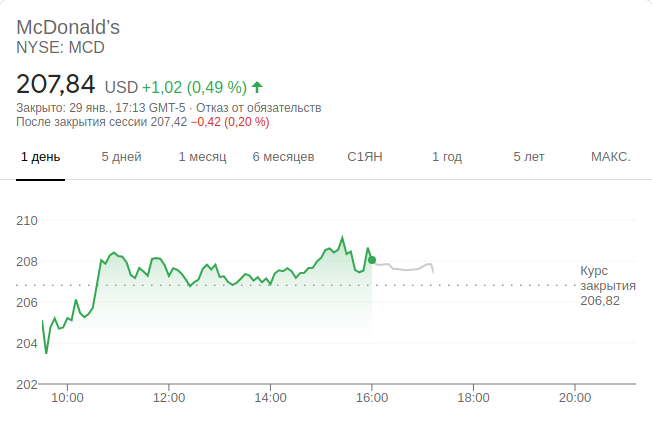 McDonald's
NYSE: MCD
207,84 USD +1,02 (0,49 %)
Закрыто: 29 янв., 17:13 GMT-5 · Отказ от обязательств
После закрытия сессии 207,42 −0,42 (0,20 %)
1 день 5 дней 1 месяц 6 месяцев С1ЯН 1 год 5 лет МАКС.
210
208
206
204
202
Курс
закрытия
206,82
10:00 12:00 14:00 16:00 18:00 20:00